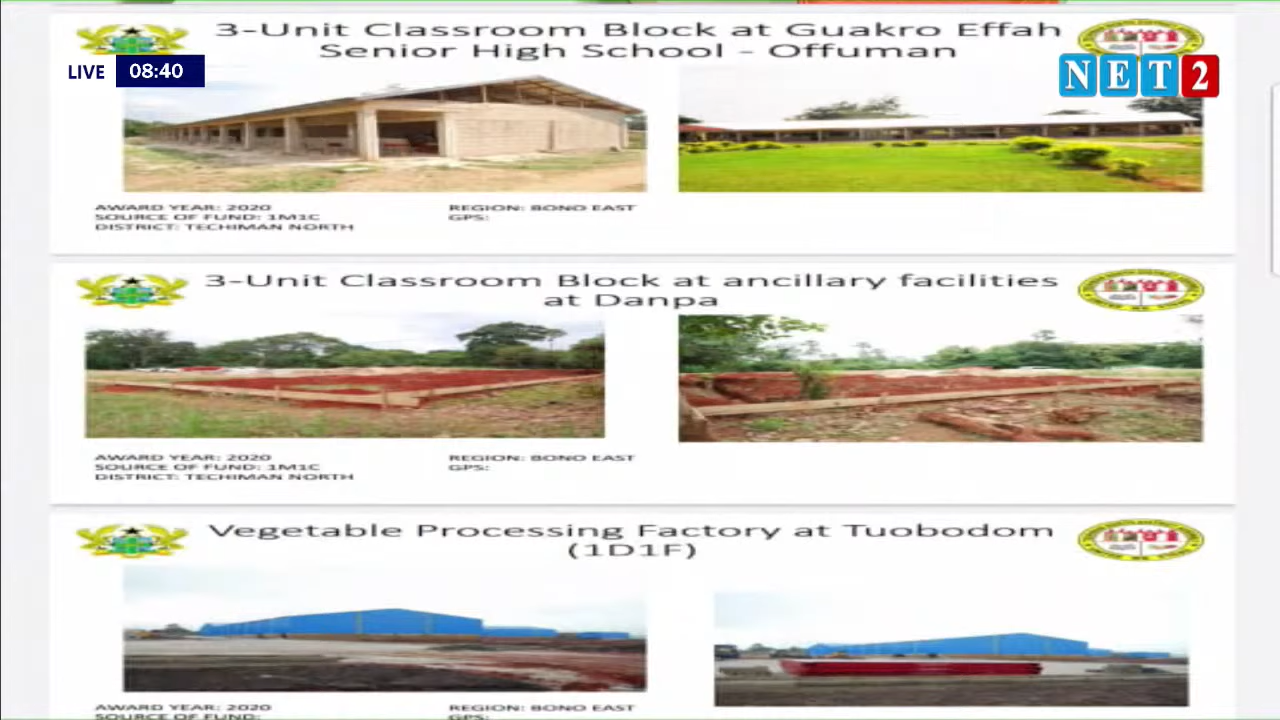 3-Unit Classroom Block at Guakro Effah
Senior High School - Offuman
LIVE 08:40
NET2
AWARD YEAR: 2020
SOURCE OF FUND: 1M1C
DISTRICT: TECHIMAN NORTH
REGION: BONO EAST
GPS:
3-Unit Classroom Block at ancillary facilities
at Danpa
AWARD YEAR: 2020
SOURCE OF FUND: 1M1C
DISTRICT: TECHIMAN NORTH
REGION: BONO EAST
GPS:
Vegetable Processing Factory at Tuobodom
(1D1F)
AWARD YEAR: 2020
SOURCE OF FUND:
REGION: BONO EAST
GPS: